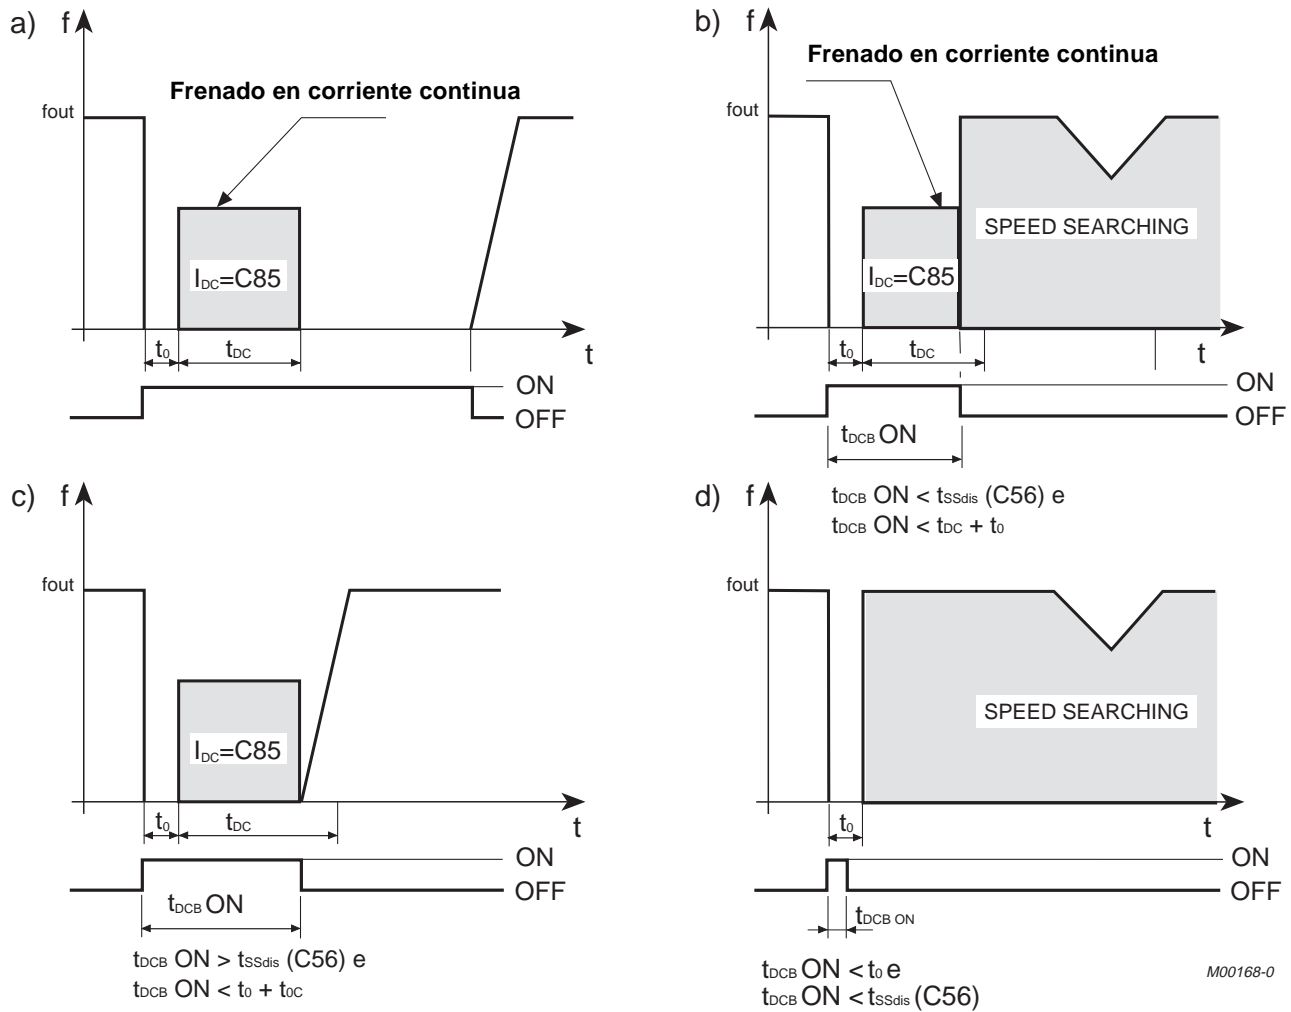 a) f
Frenado en corriente continua
fout
IDC=C85
t0 tDC
t
ON
OFF
b) f
Frenado en corriente continua
fout
SPEED SEARCHING
IDC=C85
t0 tDC
t
ON
OFF
tDCB ON
tDCB ON < tSSdis (C56) e
tDCB ON < tDC + t0
c) f
fout
IDC=C85
t0 tDC
t
ON
OFF
tDCB ON
tDCB ON > tSSdis (C56) e
tDCB ON < t0 + t0C
d) f
fout
SPEED SEARCHING
t0
t
ON
OFF
tDCB ON
tDCB ON < t0 e
tDCB ON < tSSdis (C56)
M00168-0